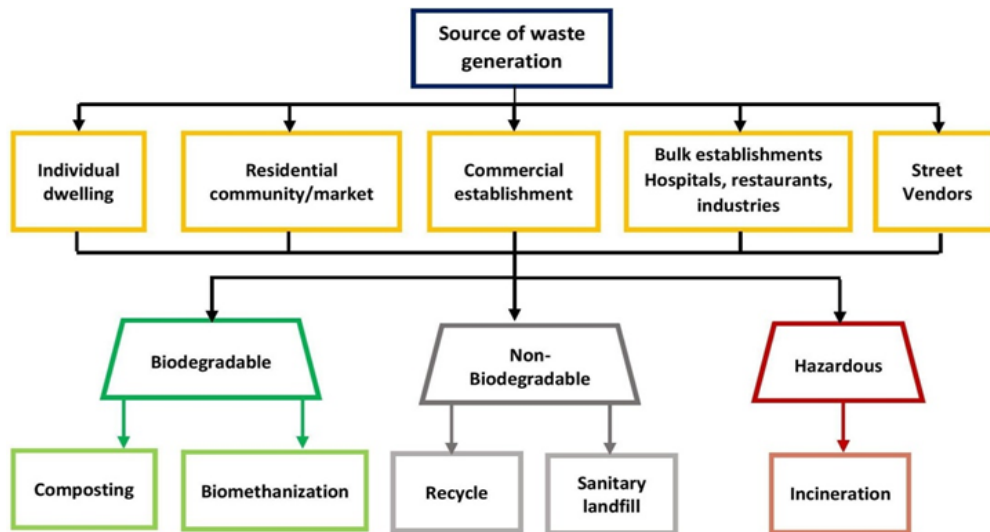 Source of waste
generation
Individual
dwelling
Residential
community/market
Commercial
establishment
Bulk establishments
Hospitals, restaurants,
industries
Street
Vendors
Biodegradable
Non-
Biodegradable
Hazardous
Composting
Biomethanization
Recycle
Sanitary
landfill
Incineration